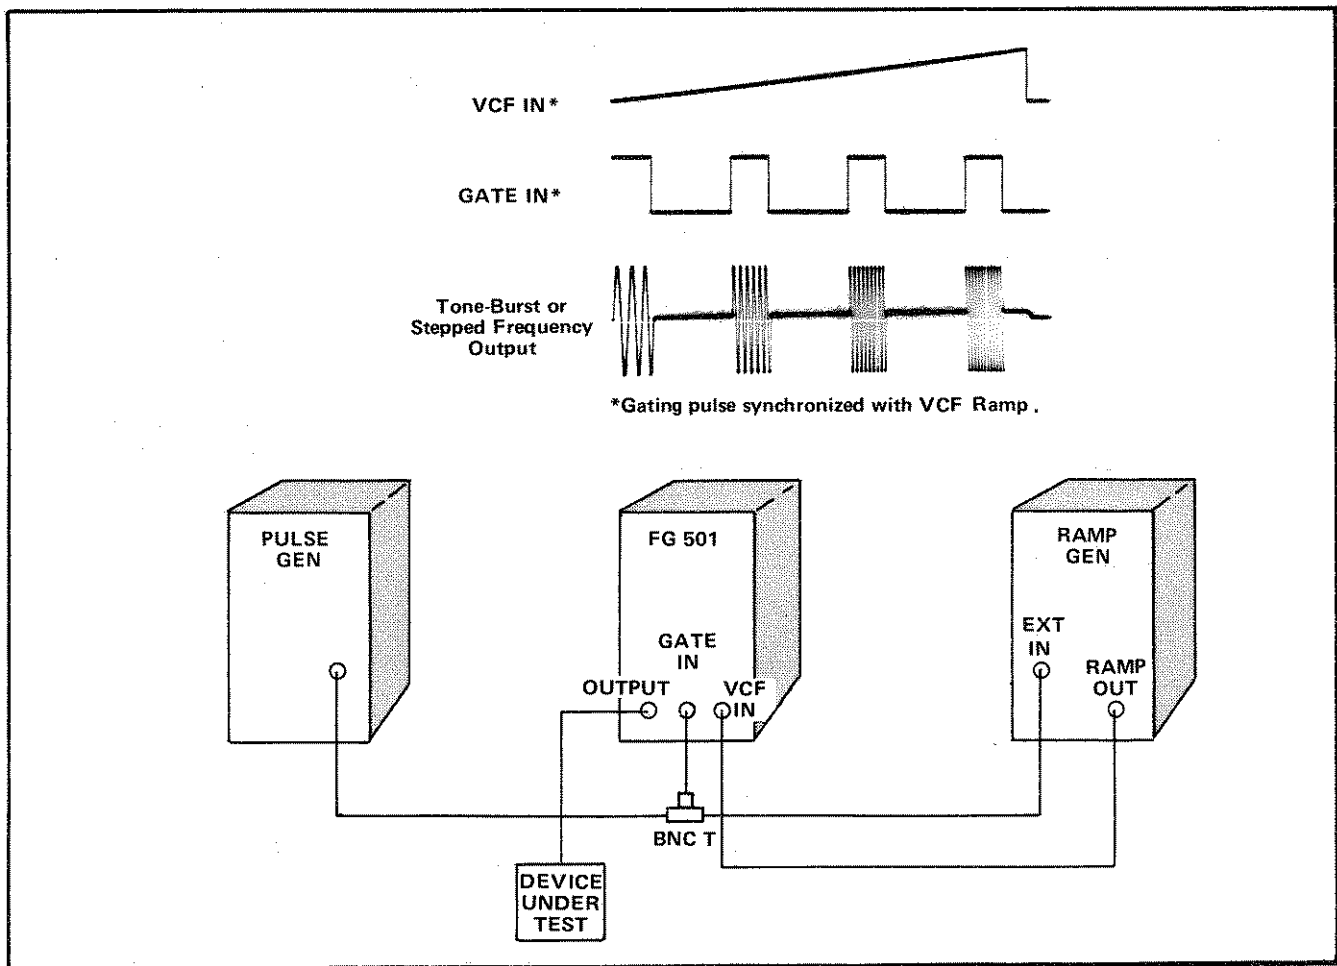 VCF IN*
GATE IN*
Tone-Burst or
Stepped Frequency
Output
*Gating pulse synchronized with VCF Ramp.
PULSE
GEN
FG 501
GATE
IN
OUTPUT
VCF
IN
RAMP
GEN
EXT
IN
RAMP
OUT
BNC T
DEVICE
UNDER
TEST